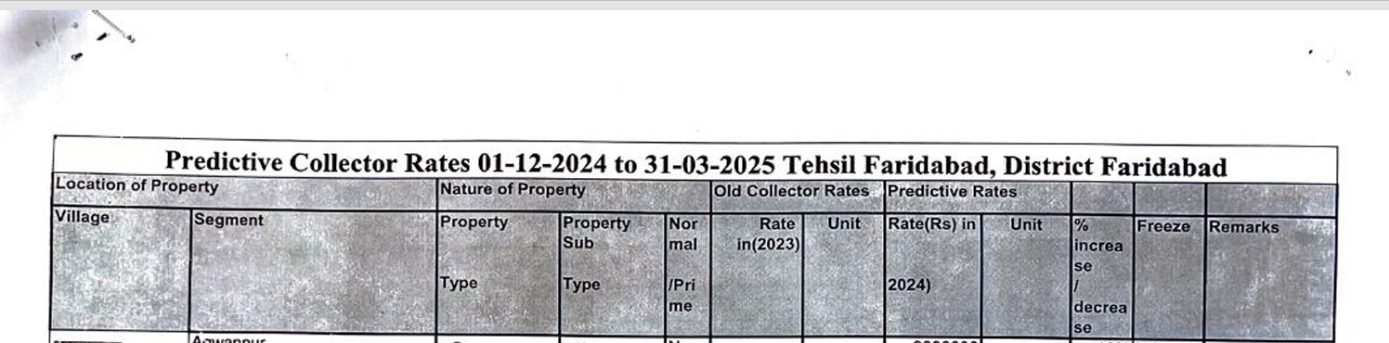 Predictive Collector Rates 01-12-2024 to 31-03-2025 Tehsil Faridabad, District Faridabad
Location of Property Nature of Property Old Collector Rates Predictive Rates
Village Segment Property Property Nor Rate Unit Rate(Rs) in Unit % Freeze Remarks
Sub mal in(2023) increa
se
Type Type /Pri 2024) /
me decrea
se